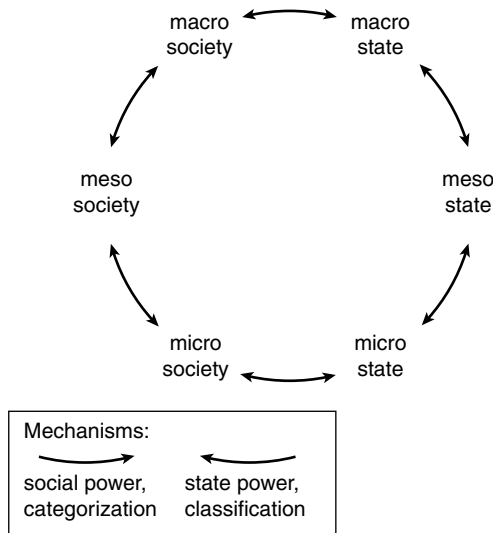 macro
society
macro
state
meso
society
meso
state
micro
society
micro
state
Mechanisms:
social power,
categorization
state power,
classification